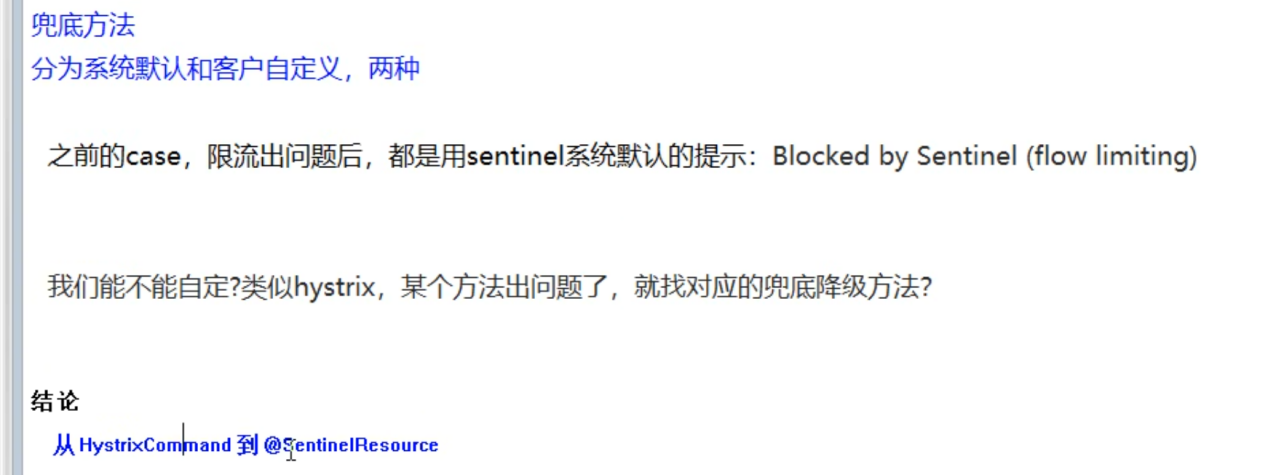 兜底方法
分为系统默认和客户自定义，两种
之前的case，限流出问题后，都是用sentinel系统默认的提示：Blocked by Sentinel (flow limiting)
我们能不能自定?类似hystrix，某个方法出问题了，就找对应的兜底降级方法?
结论
从 HystrixCommand 到 @SentinelResource